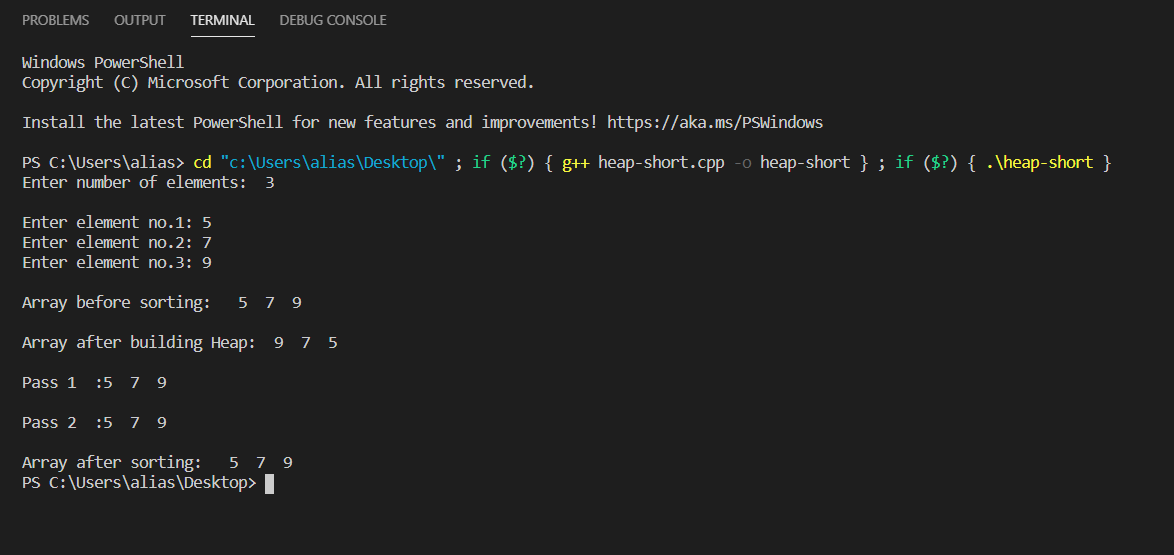 PROBLEMS OUTPUT TERMINAL DEBUG CONSOLE
Windows PowerShell
Copyright (C) Microsoft Corporation. All rights reserved.
Install the latest PowerShell for new features and improvements! https://aka.ms/PSWindows
PS C:\Users\alias> cd "c:\Users\alias\Desktop\" ; if ($?) { g++ heap-short.cpp -o heap-short } ; if ($?) { .\heap-short }
Enter number of elements:  3
Enter element no.1: 5
Enter element no.2: 7
Enter element no.3: 9
Array before sorting:   5  7  9
Array after building Heap:  9  7  5
Pass 1  :5  7  9
Pass 2  :5  7  9
Array after sorting:   5  7  9
PS C:\Users\alias\Desktop>